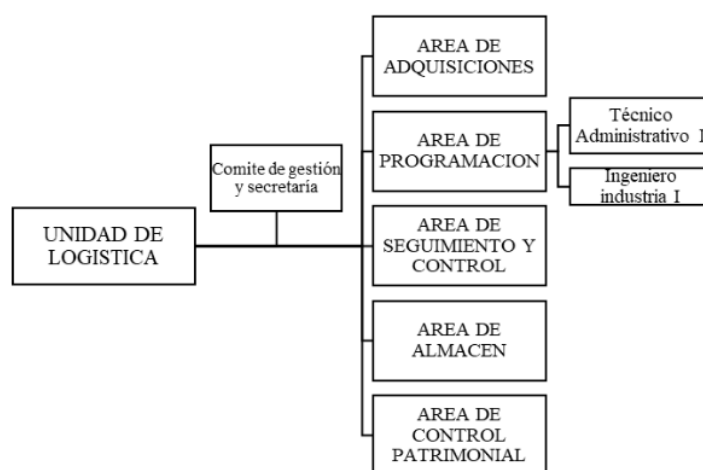 UNIDAD DE
LOGISTICA
Comite de gestión
y secretaría
AREA DE
ADQUISICIONES
AREA DE
PROGRAMACION
Técnico
Administrativo I
Ingeniero
industria I
AREA DE
SEGUIMIENTO Y
CONTROL
AREA DE
ALMACEN
AREA DE
CONTROL
PATRIMONIAL